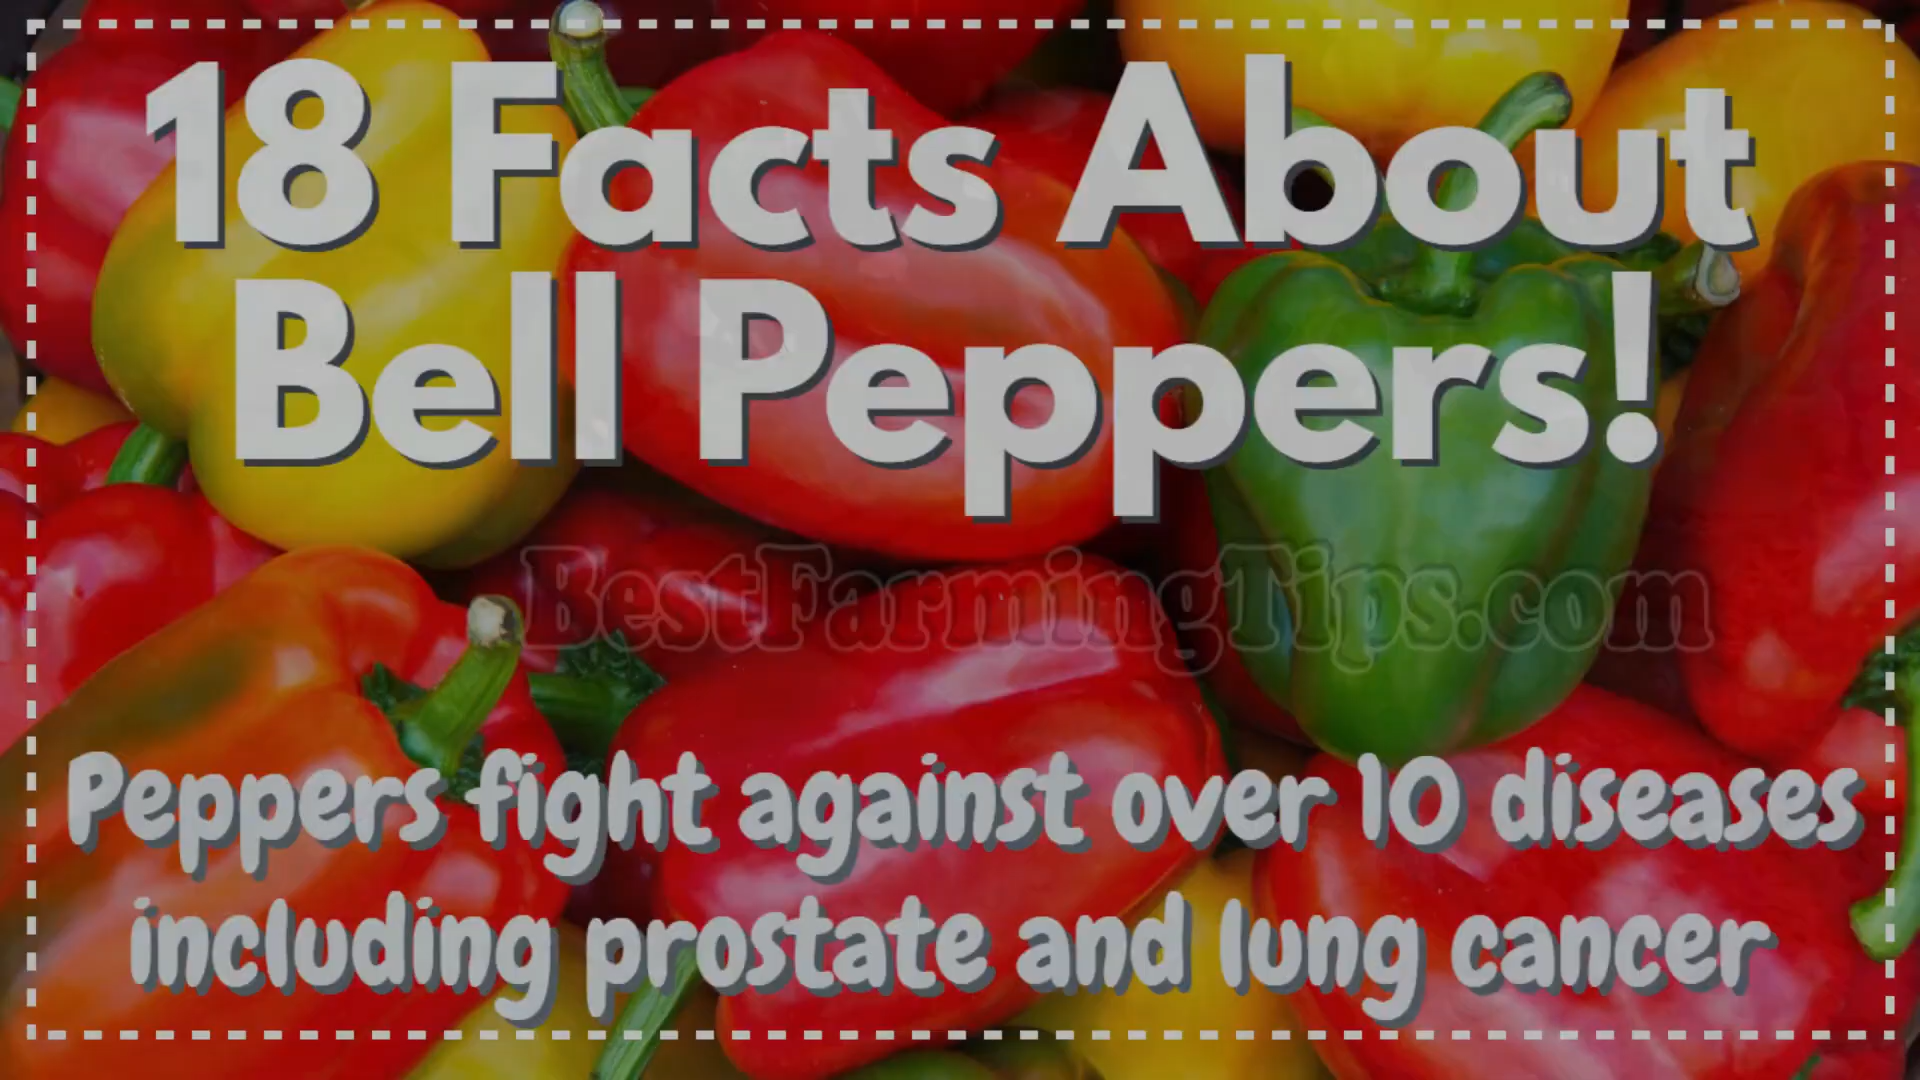 18 Facts About
Bell Peppers!
BestFarmingTips.com
Peppers fight against over 10 diseases
including prostate and lung cancer